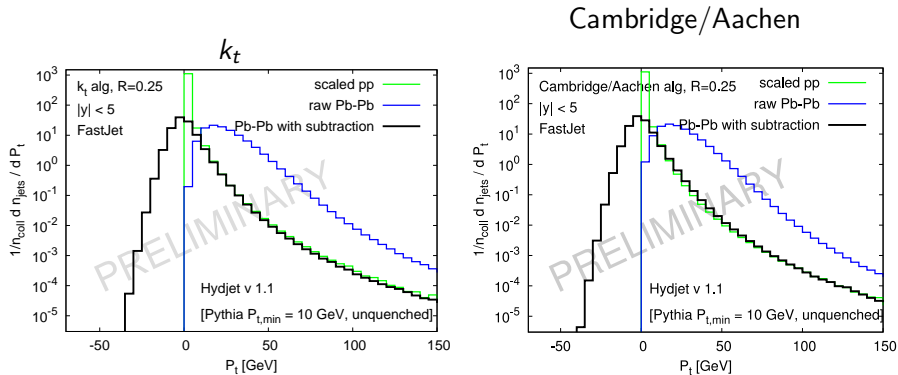 Cambridge/Aachen
k_t
k_t alg, R=0.25
|y| < 5
FastJet
scaled pp
raw Pb-Pb
Pb-Pb with subtraction
PRELIMINARY
Hydjet v 1.1
[Pythia P_t,min = 10 GeV, unquenched]
1/n_coll d n_jets / d P_t
10^3
10^2
10^1
10^0
10^-1
10^-2
10^-3
10^-4
10^-5
-50 0 50 100 150
P_t [GeV]
Cambridge/Aachen alg, R=0.25
|y| < 5
FastJet
scaled pp
raw Pb-Pb
Pb-Pb with subtraction
PRELIMINARY
Hydjet v 1.1
[Pythia P_t,min = 10 GeV, unquenched]
1/n_coll d n_jets / d P_t
10^3
10^2
10^1
10^0
10^-1
10^-2
10^-3
10^-4
10^-5
-50 0 50 100 150
P_t [GeV]